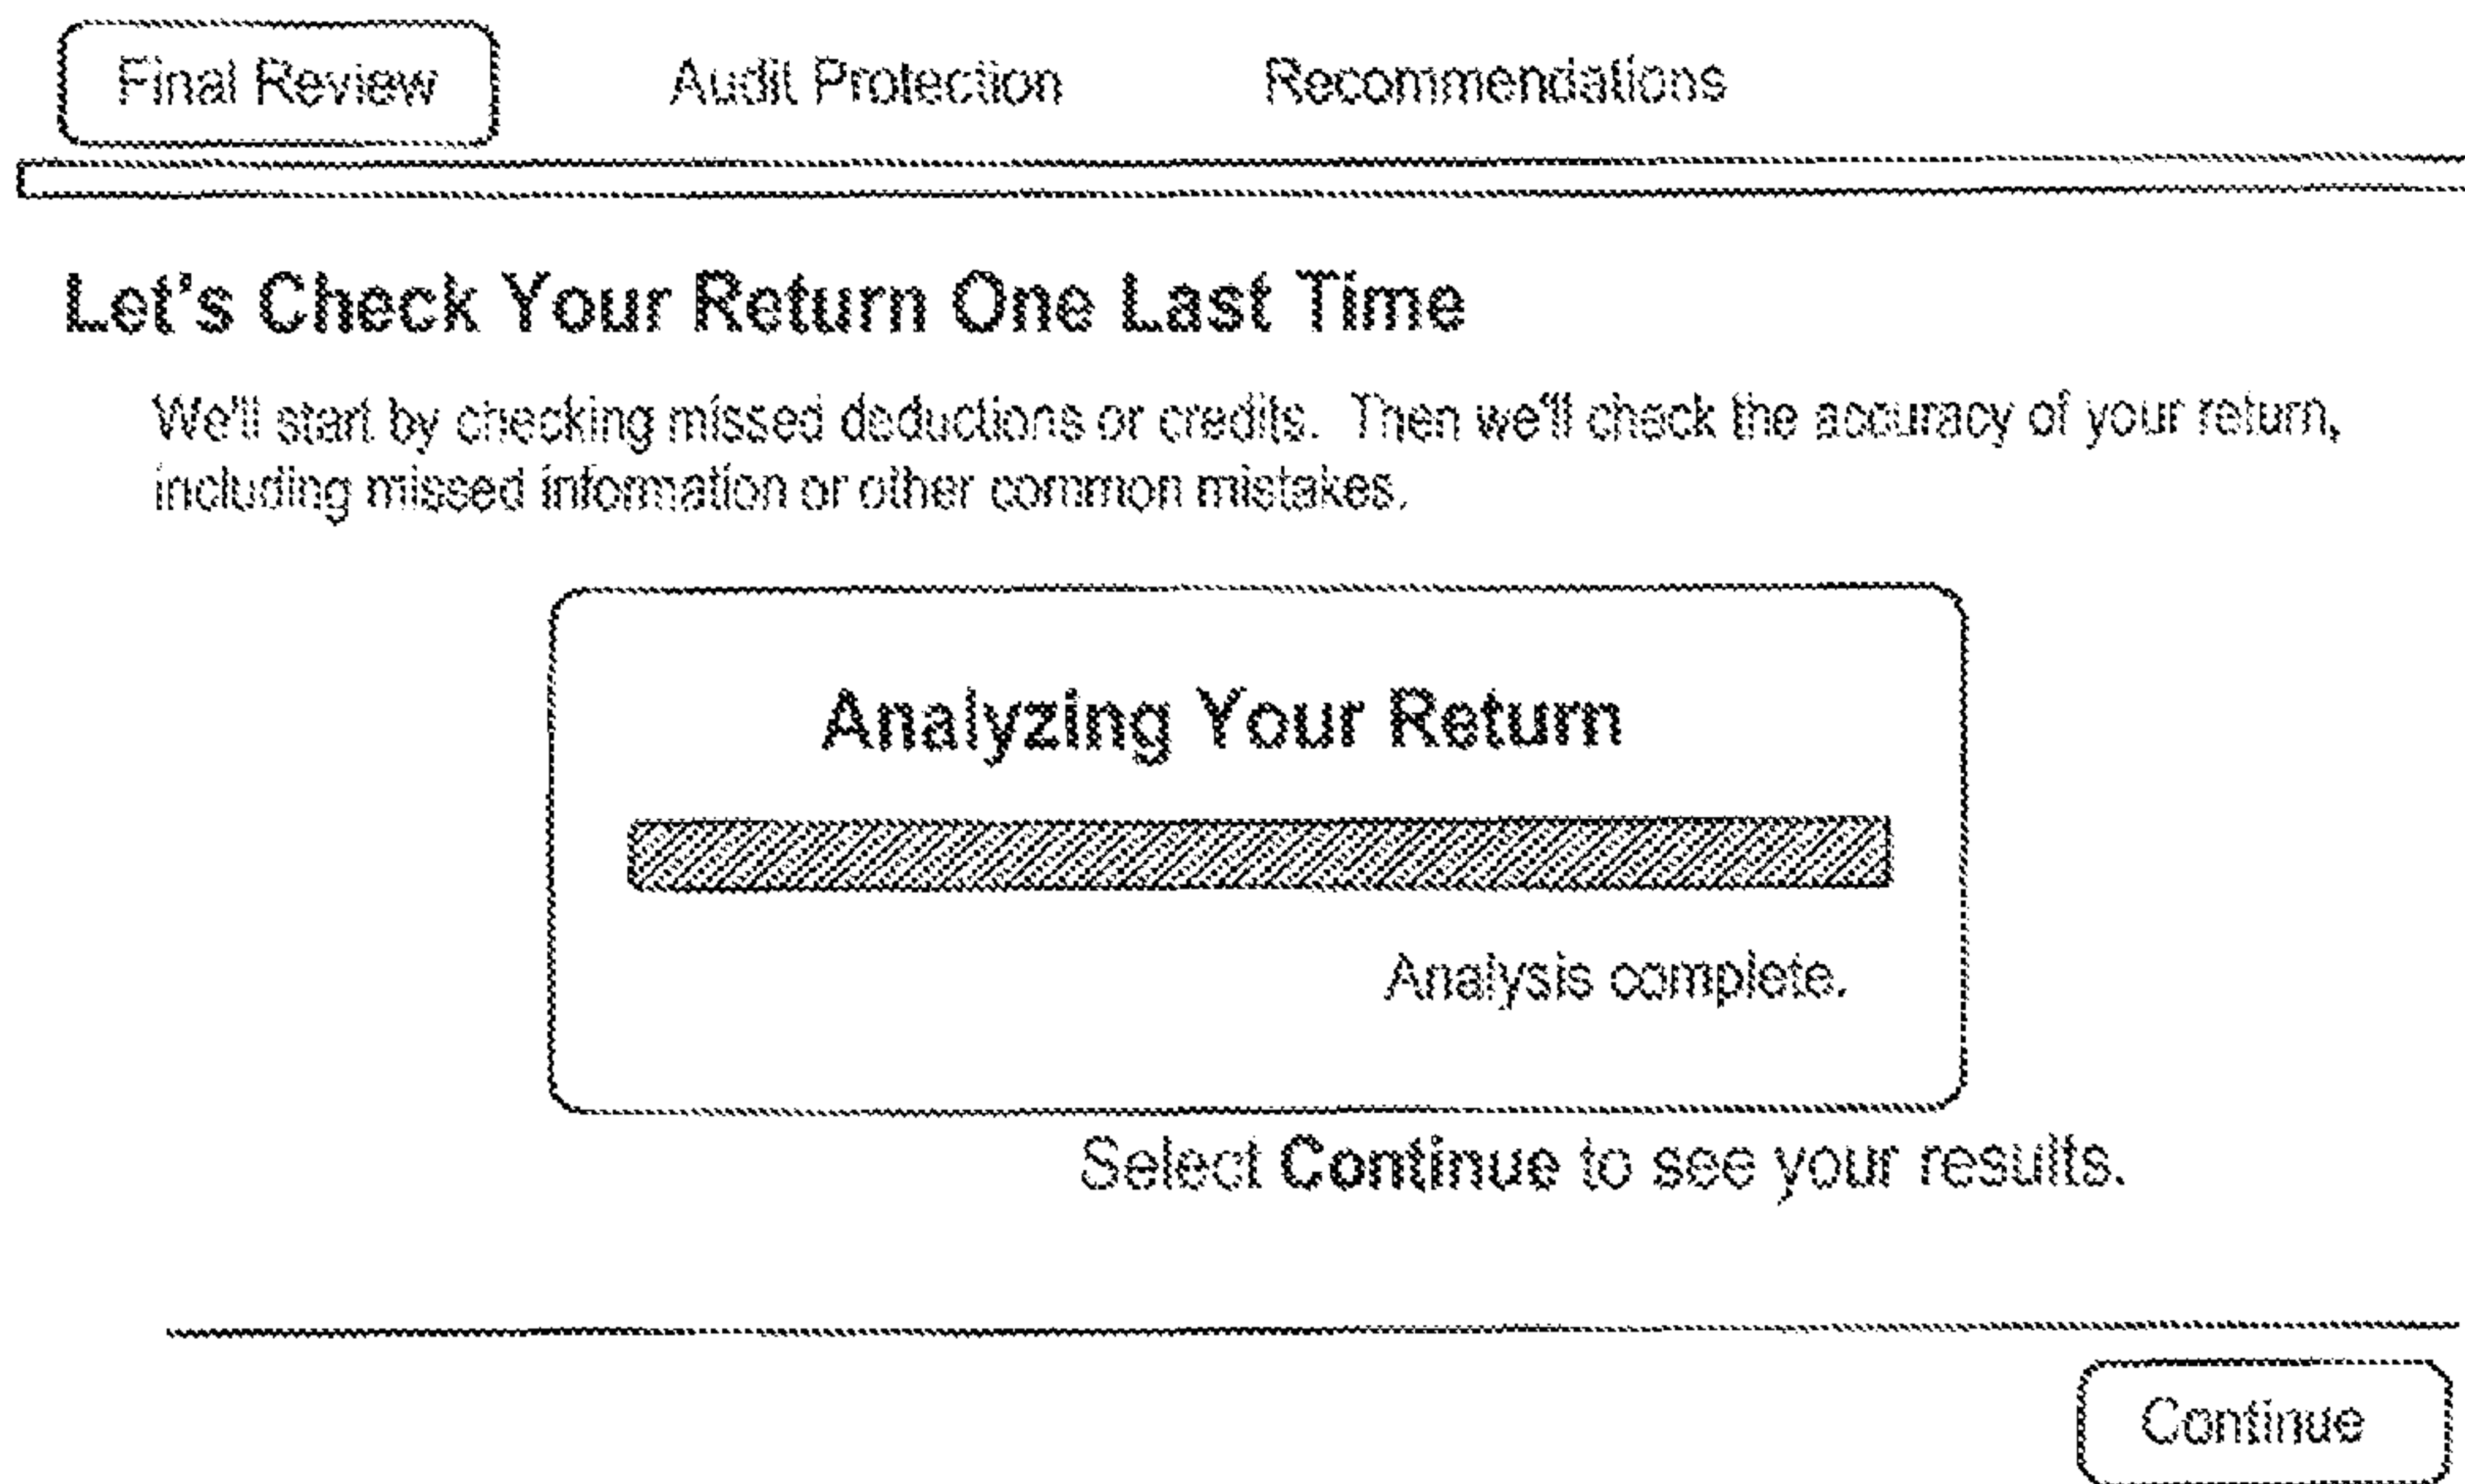 Final Review Audit Protection Recommendations
Let's Check Your Return One Last Time
We'll start by checking missed deductions or credits. Then we'll check the accuracy of your return,
including missed information or other common mistakes.
Analyzing Your Return
Analysis complete.
Select Continue to see your results.
Continue